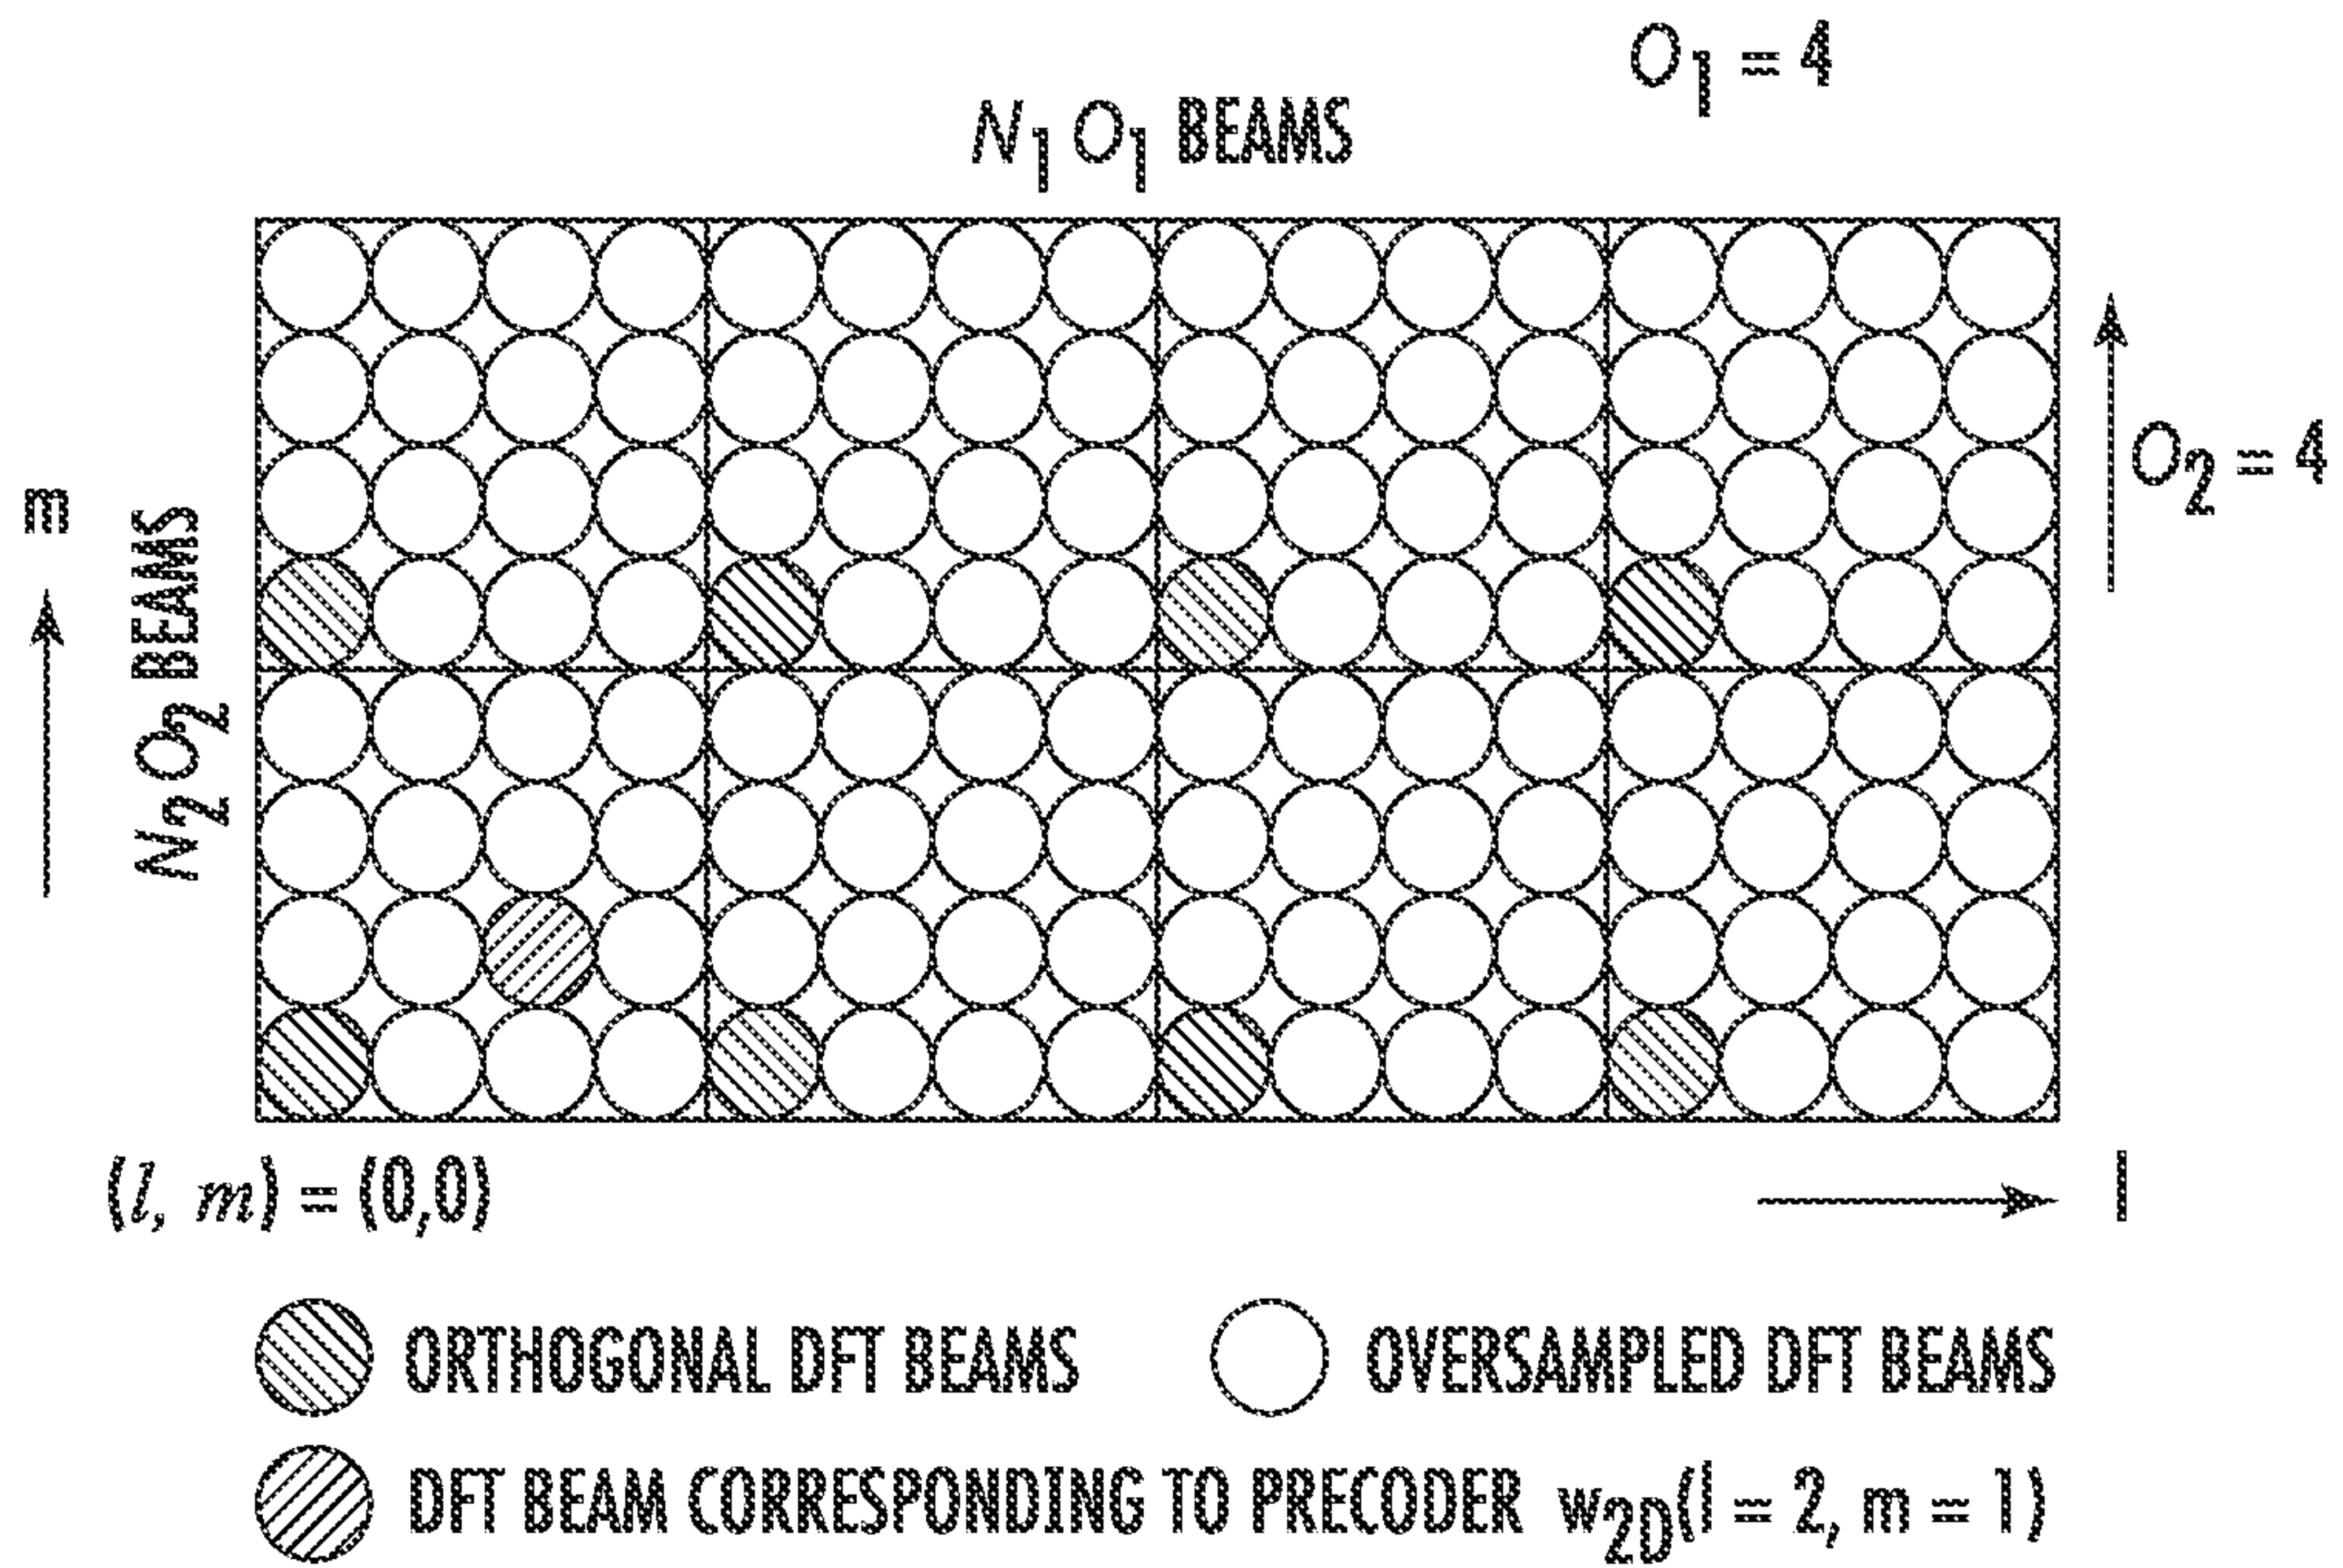 O1 = 4
N1 O1 BEAMS
m
N2 O2 BEAMS
O2 = 4
(l, m) = (0,0)
l
ORTHOGONAL DFT BEAMS
OVERSAMPLED DFT BEAMS
DFT BEAM CORRESPONDING TO PRECODER w2D(l = 2, m = 1)